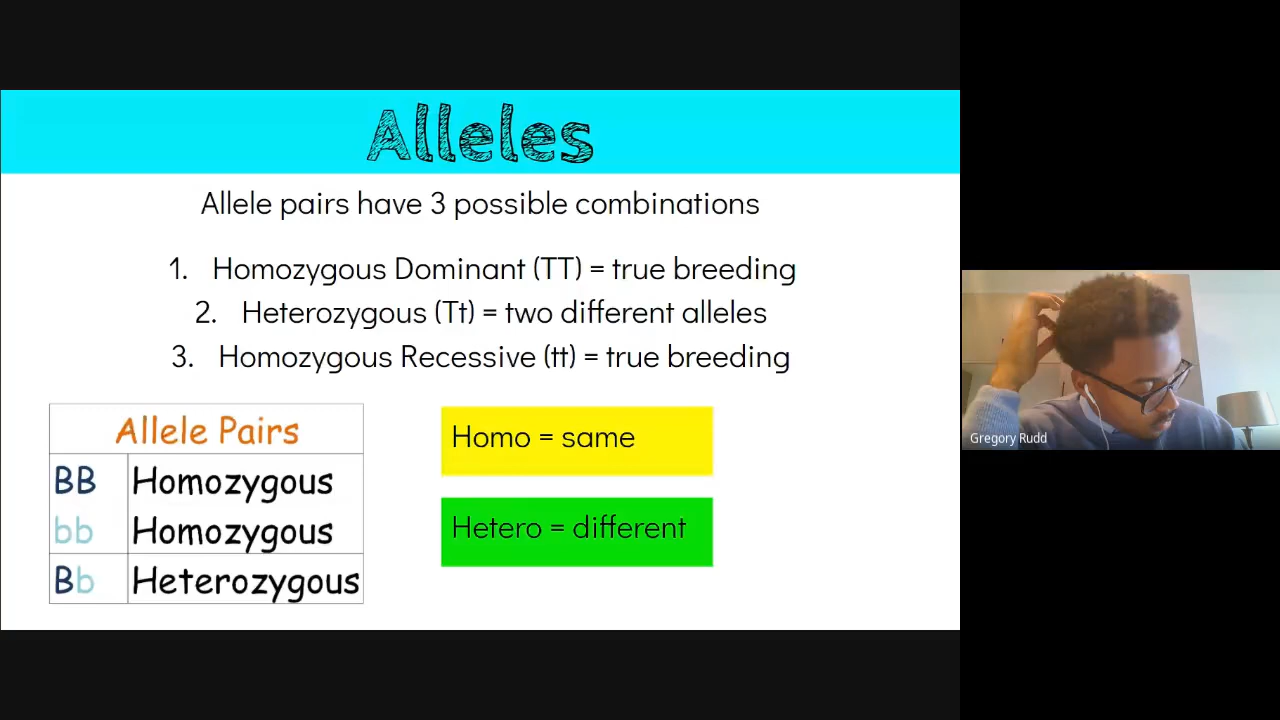 Alleles
Allele pairs have 3 possible combinations
1. Homozygous Dominant (TT) = true breeding
2. Heterozygous (Tt) = two different alleles
3. Homozygous Recessive (tt) = true breeding
Allele Pairs
BB Homozygous
bb Homozygous
Bb Heterozygous
Homo = same
Hetero = different
Gregory Rudd